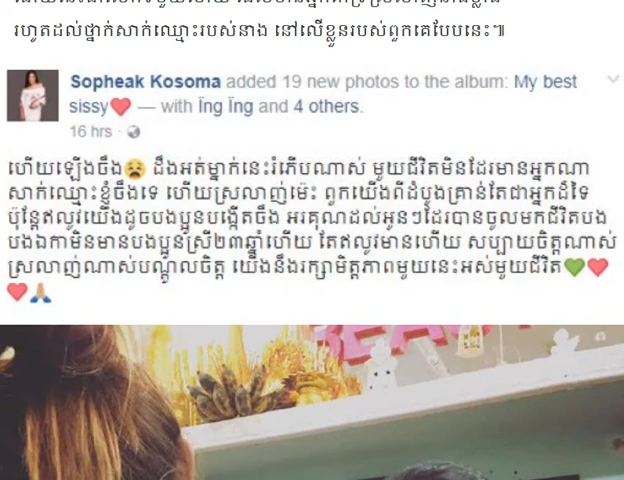 រហូតដល់ថ្នាក់សាក់ឈ្មោះរបស់នាង នៅលើខ្លួនរបស់ពួកគេបែបនេះ៕
Sopheak Kosoma added 19 new photos to the album: My best
sissy❤️ — with Ïng Ïng and 4 others.
16 hrs ·
ហើយឡើងចឹង😫 ដឹងអត់ម្នាក់នេះរំភើបណាស់ មួយជីវិតមិនដែរមានអ្នកណា
សាក់ឈ្មោះខ្ញុំចឹងទេ ហើយស្រលាញ់ម៉េះ ពួកយើងពីដំបូងគ្រាន់តែជាអ្នកដ៏ទៃ
ប៉ុន្តែឥលូវយើងដូចបងប្អូនបង្កើតចឹង អរគុណដល់អូនៗដែរបានចូលមកជីវិតបង
បងឯកាមិនមានបងប្អូនស្រី២៣ឆ្នាំហើយ តែឥលូវមានហើយ សប្បាយចិត្តណាស់
ស្រលាញ់ណាស់បណ្តូលចិត្ត យើងនឹងរក្សាមិត្តភាពមួយនេះអស់មួយជីវិត💚❤️
❤️🙏